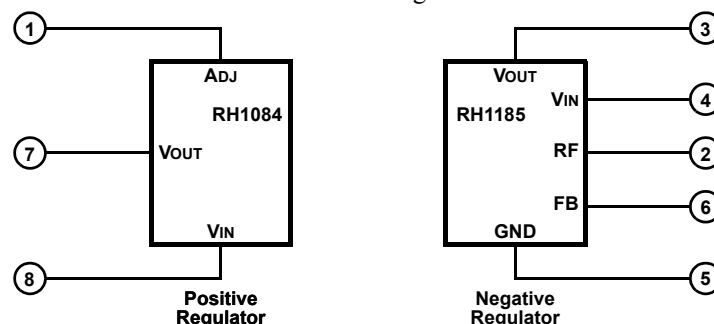 1
3
ADJ
VOUT
RH1084
RH1185
VIN
4
7
VOUT
RF
2
FB
6
VIN
GND
8
5
Positive
Regulator
Negative
Regulator